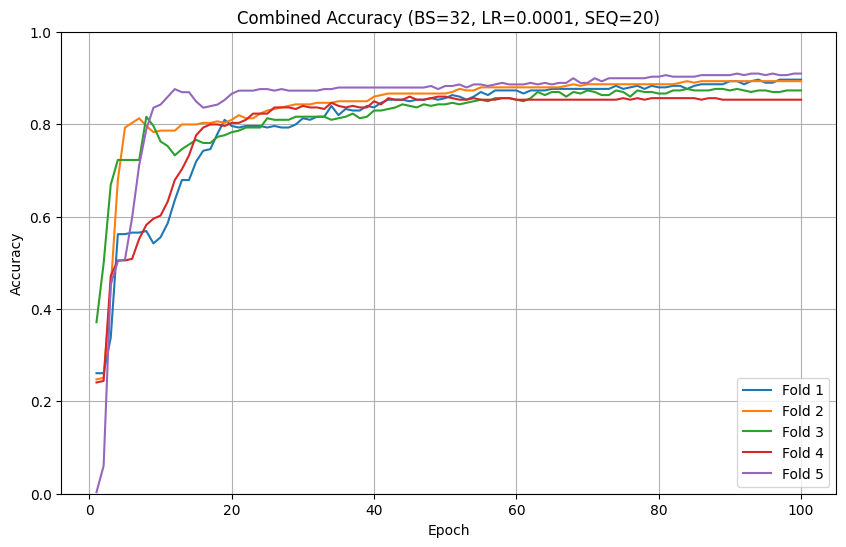 Combined Accuracy (BS=32, LR=0.0001, SEQ=20)
1.0
0.8
0.6
0.4
0.2
0.0
Accuracy
0
20
40
60
80
100
Epoch
Fold 1
Fold 2
Fold 3
Fold 4
Fold 5